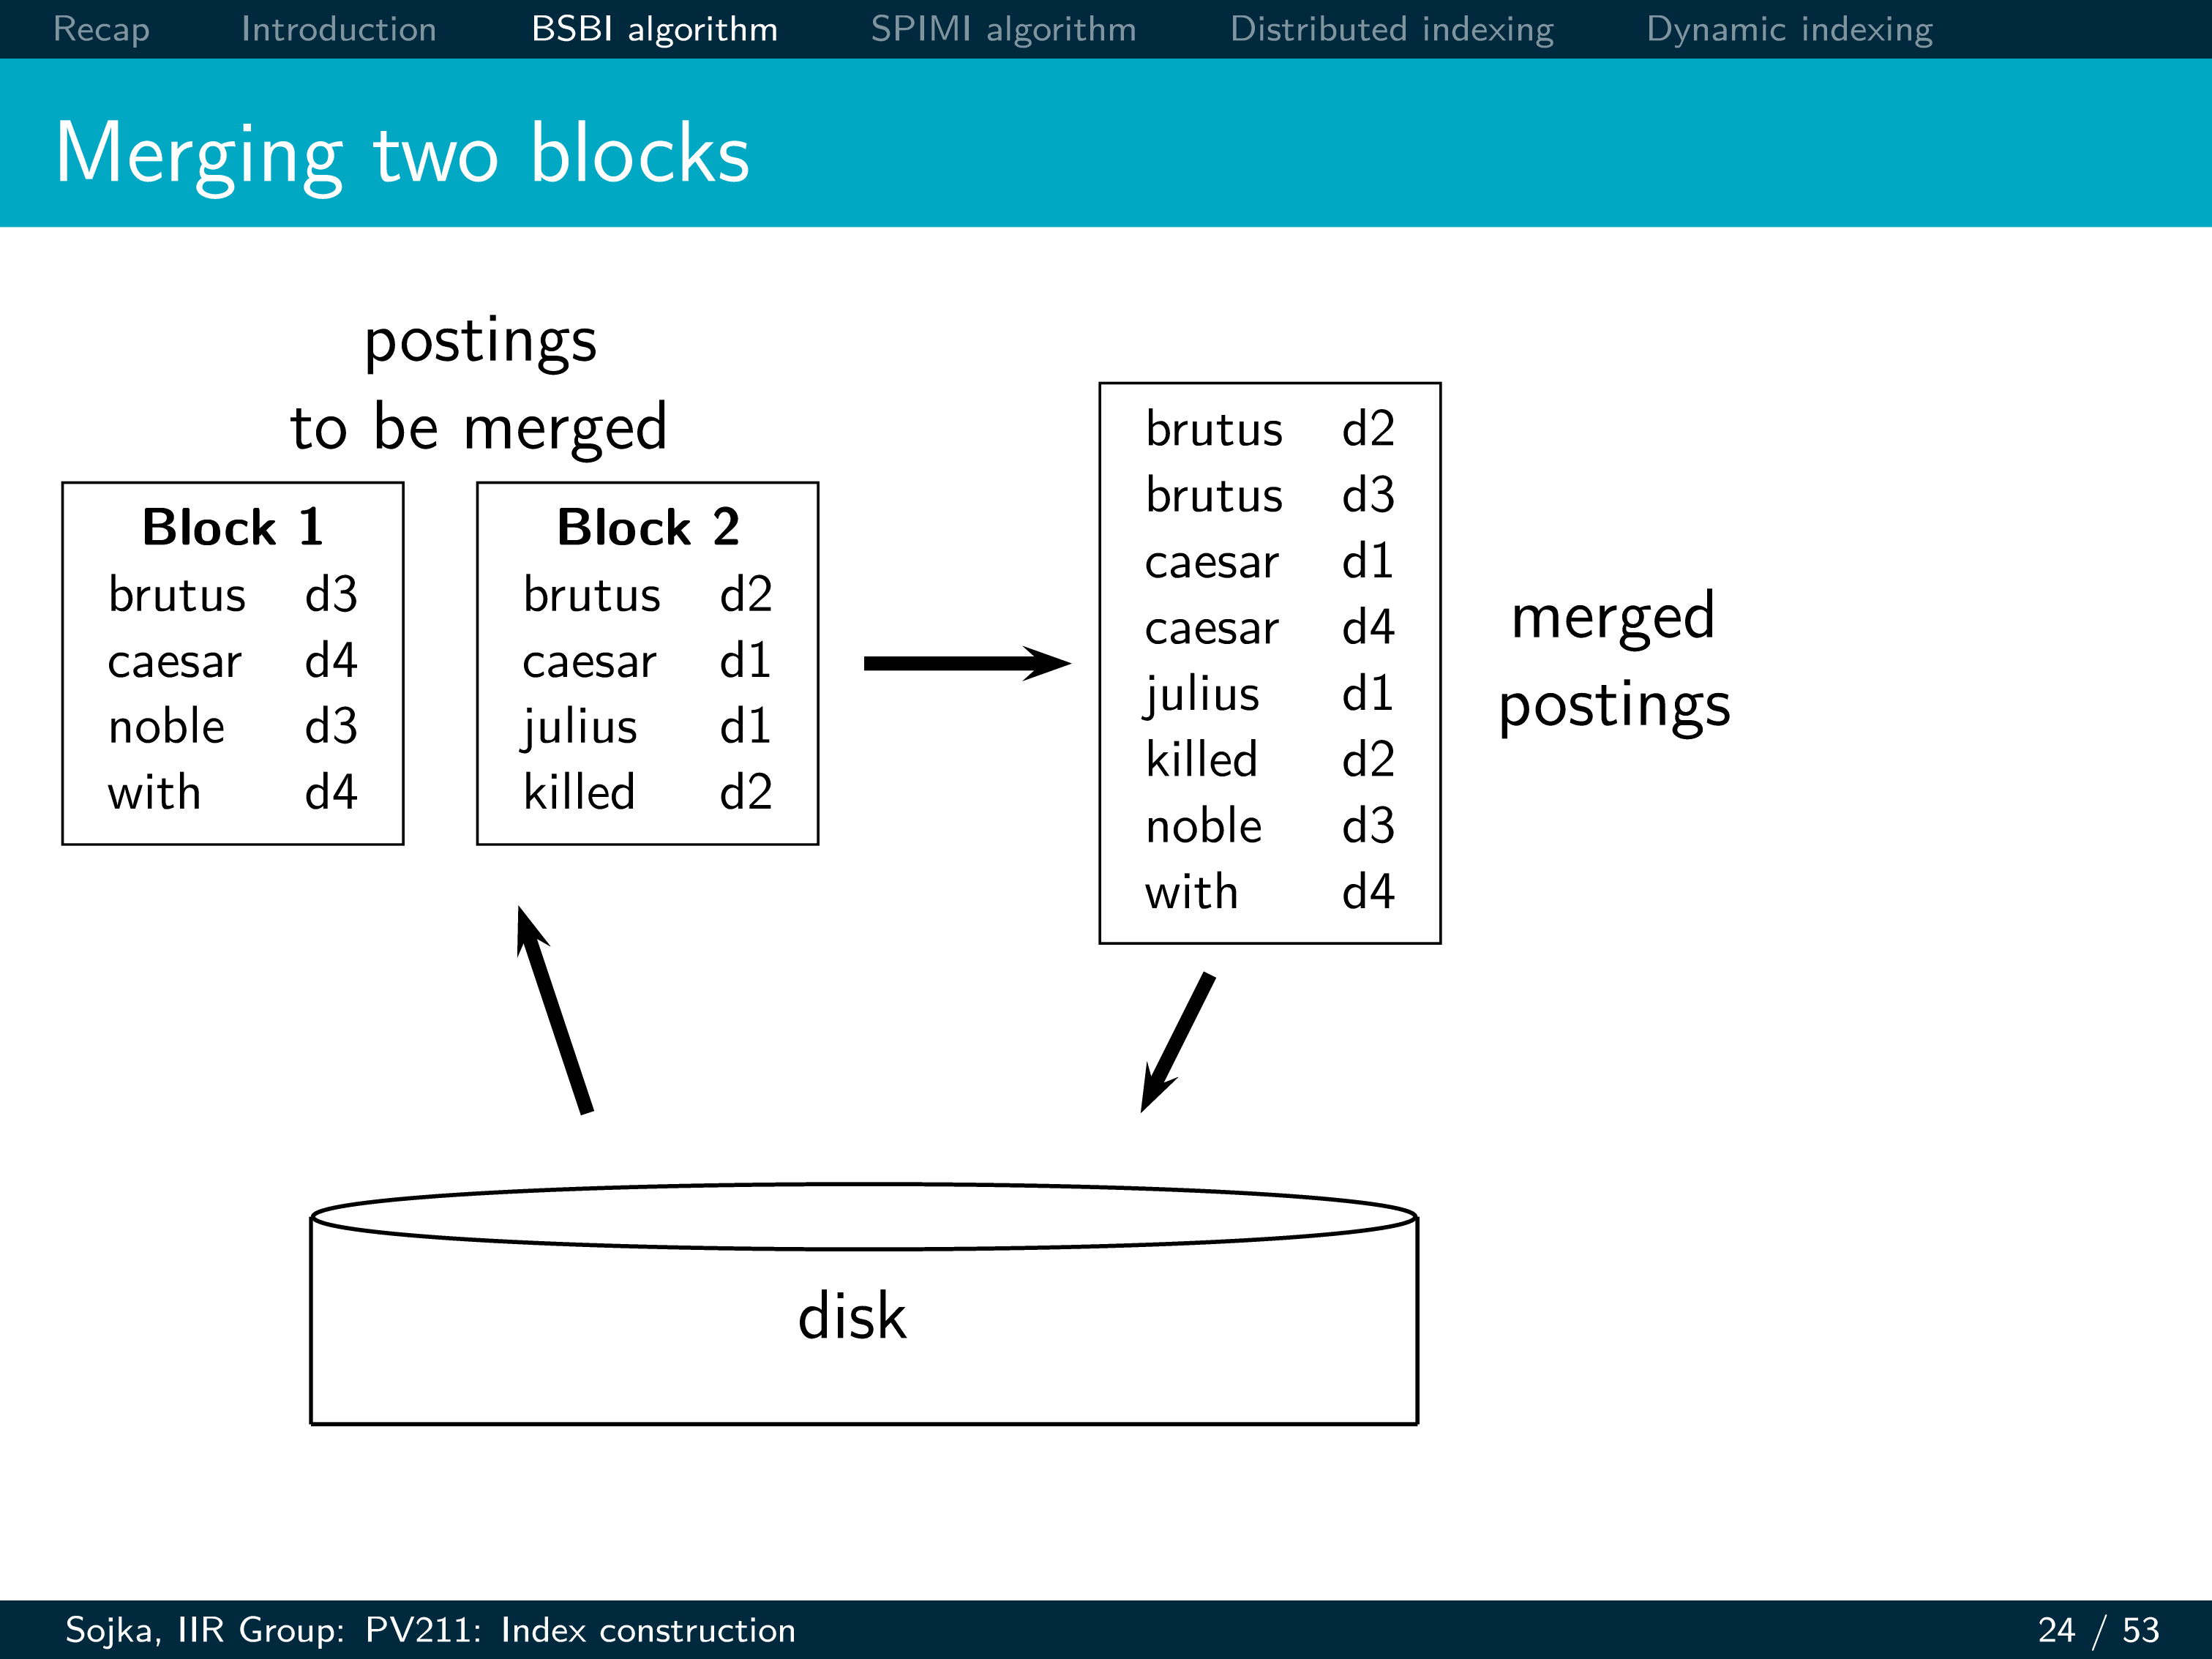 Recap Introduction BSBI algorithm SPIMI algorithm Distributed indexing Dynamic indexing
Merging two blocks
postings
to be merged
Block 1
brutus d3
caesar d4
noble d3
with d4
Block 2
brutus d2
caesar d1
julius d1
killed d2
brutus d2
brutus d3
caesar d1
caesar d4
julius d1
killed d2
noble d3
with d4
merged
postings
disk
Sojka, IIR Group: PV211: Index construction 24 / 53